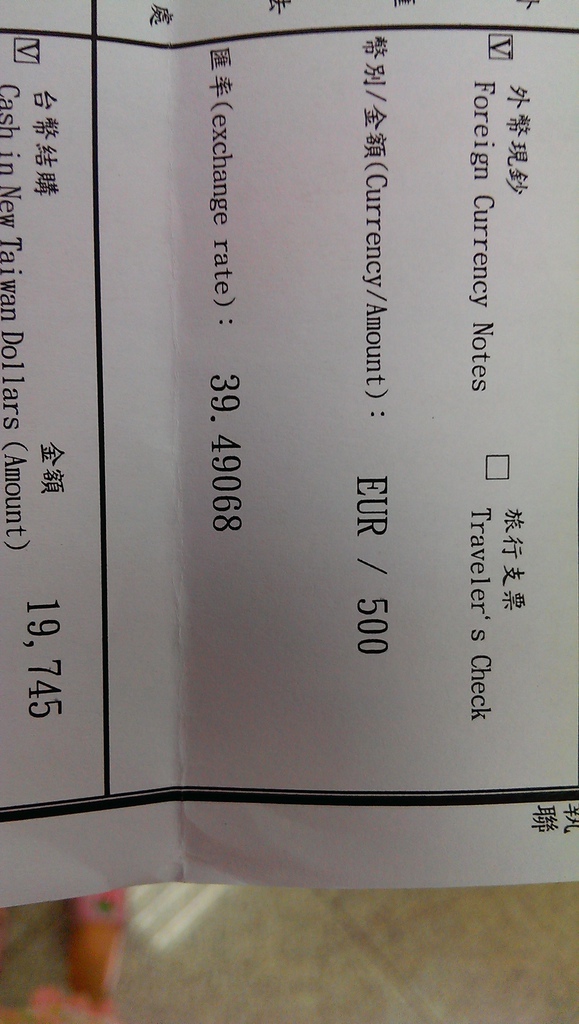 執
聯
外幣現鈔 旅行支票
☑ Foreign Currency Notes ☐ Traveler's Check
幣別/金額(Currency/Amount): EUR / 500
匯率(exchange rate): 39.49068
處
☑ 台幣結購 金額
Cash in New Taiwan Dollars(Amount) 19,745